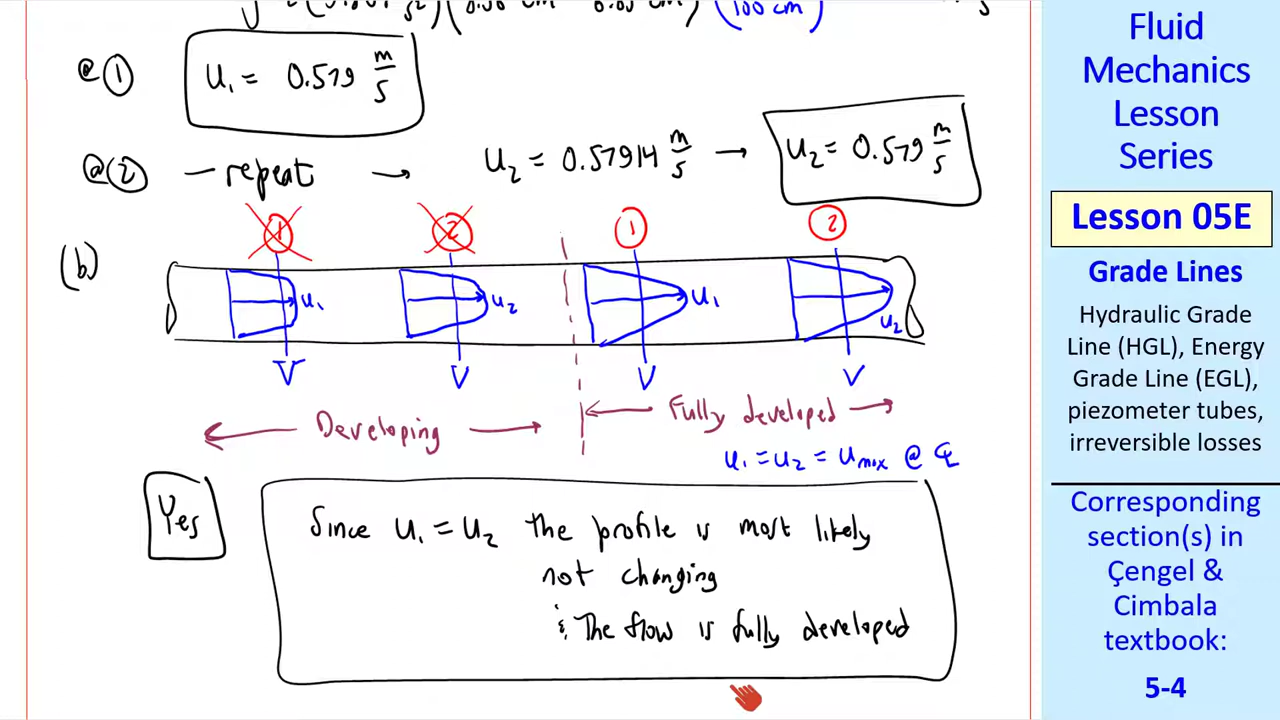 (100 cm)
@ ① u₁ = 0.579 m/s
@ ② — repeat → u₂ = 0.57914 m/s → u₂ = 0.579 m/s
(b) ① ② ① ②
u₁ u₂ u₁ u₂
V V V V
← Developing → ← Fully developed →
u₁ = u₂ = uₘₐₓ @ ℄
Yes
Since u₁ = u₂ the profile is most likely
not changing
∴ The flow is fully developed
Fluid
Mechanics
Lesson
Series
Lesson 05E
Grade Lines
Hydraulic Grade
Line (HGL), Energy
Grade Line (EGL),
piezometer tubes,
irreversible losses
Corresponding
section(s) in
Çengel &
Cimbala
textbook:
5-4